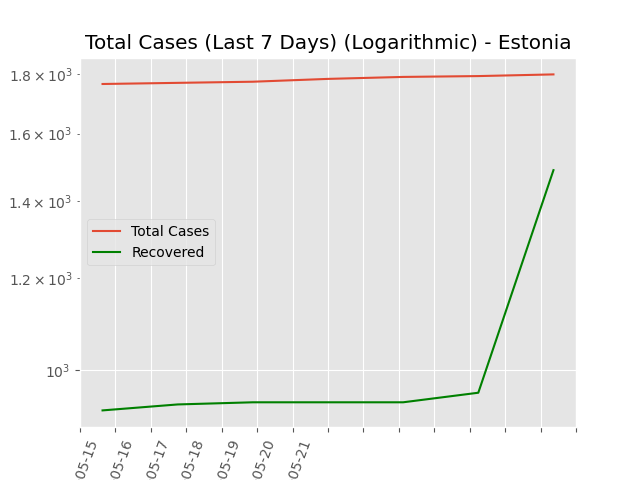 Total Cases (Last 7 Days) (Logarithmic) - Estonia
1.8 × 10³
1.6 × 10³
1.4 × 10³
1.2 × 10³
10³
Total Cases
Recovered
05-15 05-16 05-17 05-18 05-19 05-20 05-21